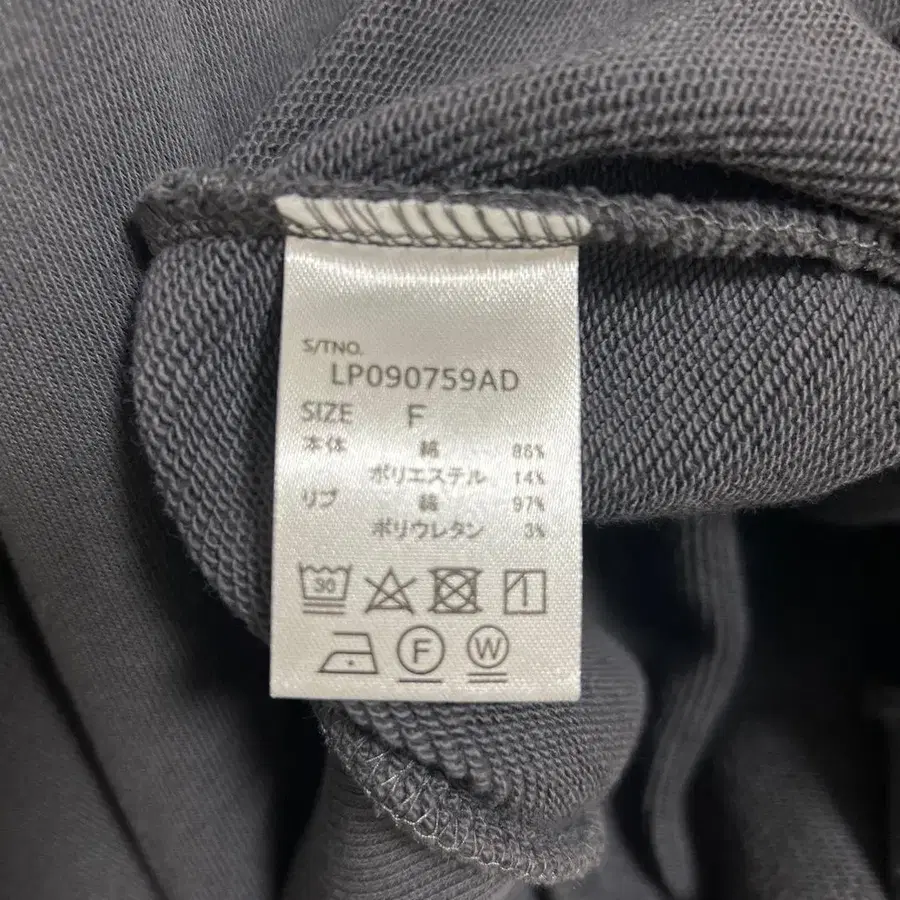 S/TNO.
LP090759AD
SIZE F
本体 綿 86%
ポリエステル 14%
リブ 綿 97%
ポリウレタン 3%
30
F W